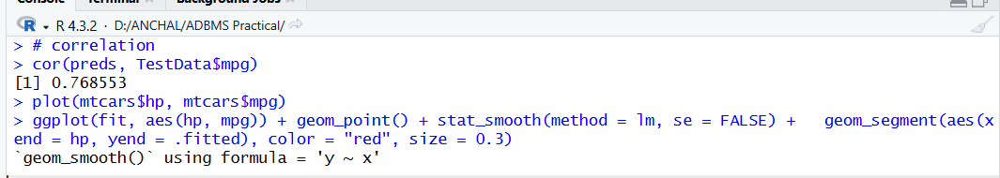 Console Terminal × Background Jobs ×
R 4.3.2 · D:/ANCHAL/ADBMS Practical/
> # correlation
> cor(preds, TestData$mpg)
[1] 0.768553
> plot(mtcars$hp, mtcars$mpg)
> ggplot(fit, aes(hp, mpg)) + geom_point() + stat_smooth(method = lm, se = FALSE) +   geom_segment(aes(x
end = hp, yend = .fitted), color = "red", size = 0.3)
`geom_smooth()` using formula = 'y ~ x'